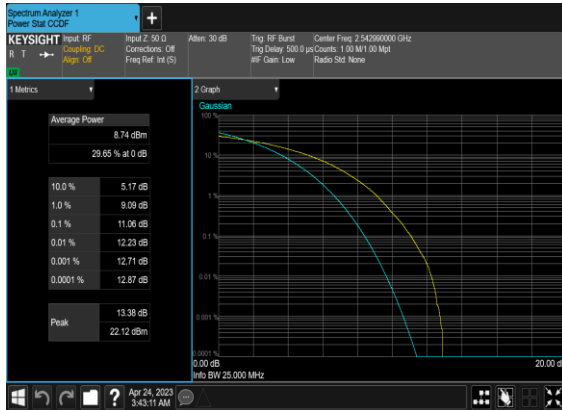 Spectrum Analyzer 1
Power Stat CCDF
+
KEYSIGHT
R T
LU
Input: RF
Coupling: DC
Align: Off
Input Z: 50 Ω
Corrections: Off
Freq Ref: Int (S)
Atten: 30 dB
Trig: RF Burst
Trig Delay: 500.0 µs
#IF Gain: Low
Center Freq: 2.542990000 GHz
Counts: 1.00 M/1.00 Mpt
Radio Std: None
1 Metrics
Average Power
8.74 dBm
29.65 % at 0 dB
10.0 % 5.17 dB
1.0 % 9.09 dB
0.1 % 11.06 dB
0.01 % 12.23 dB
0.001 % 12.71 dB
0.0001 % 12.87 dB
Peak
13.38 dB
22.12 dBm
2 Graph
Gaussian
100 %
10 %
1 %
0.1 %
0.01 %
0.001 %
0.0001 %
0.00 dB
20.00 d
Info BW 25.000 MHz
?
Apr 24, 2023
3:43:11 AM